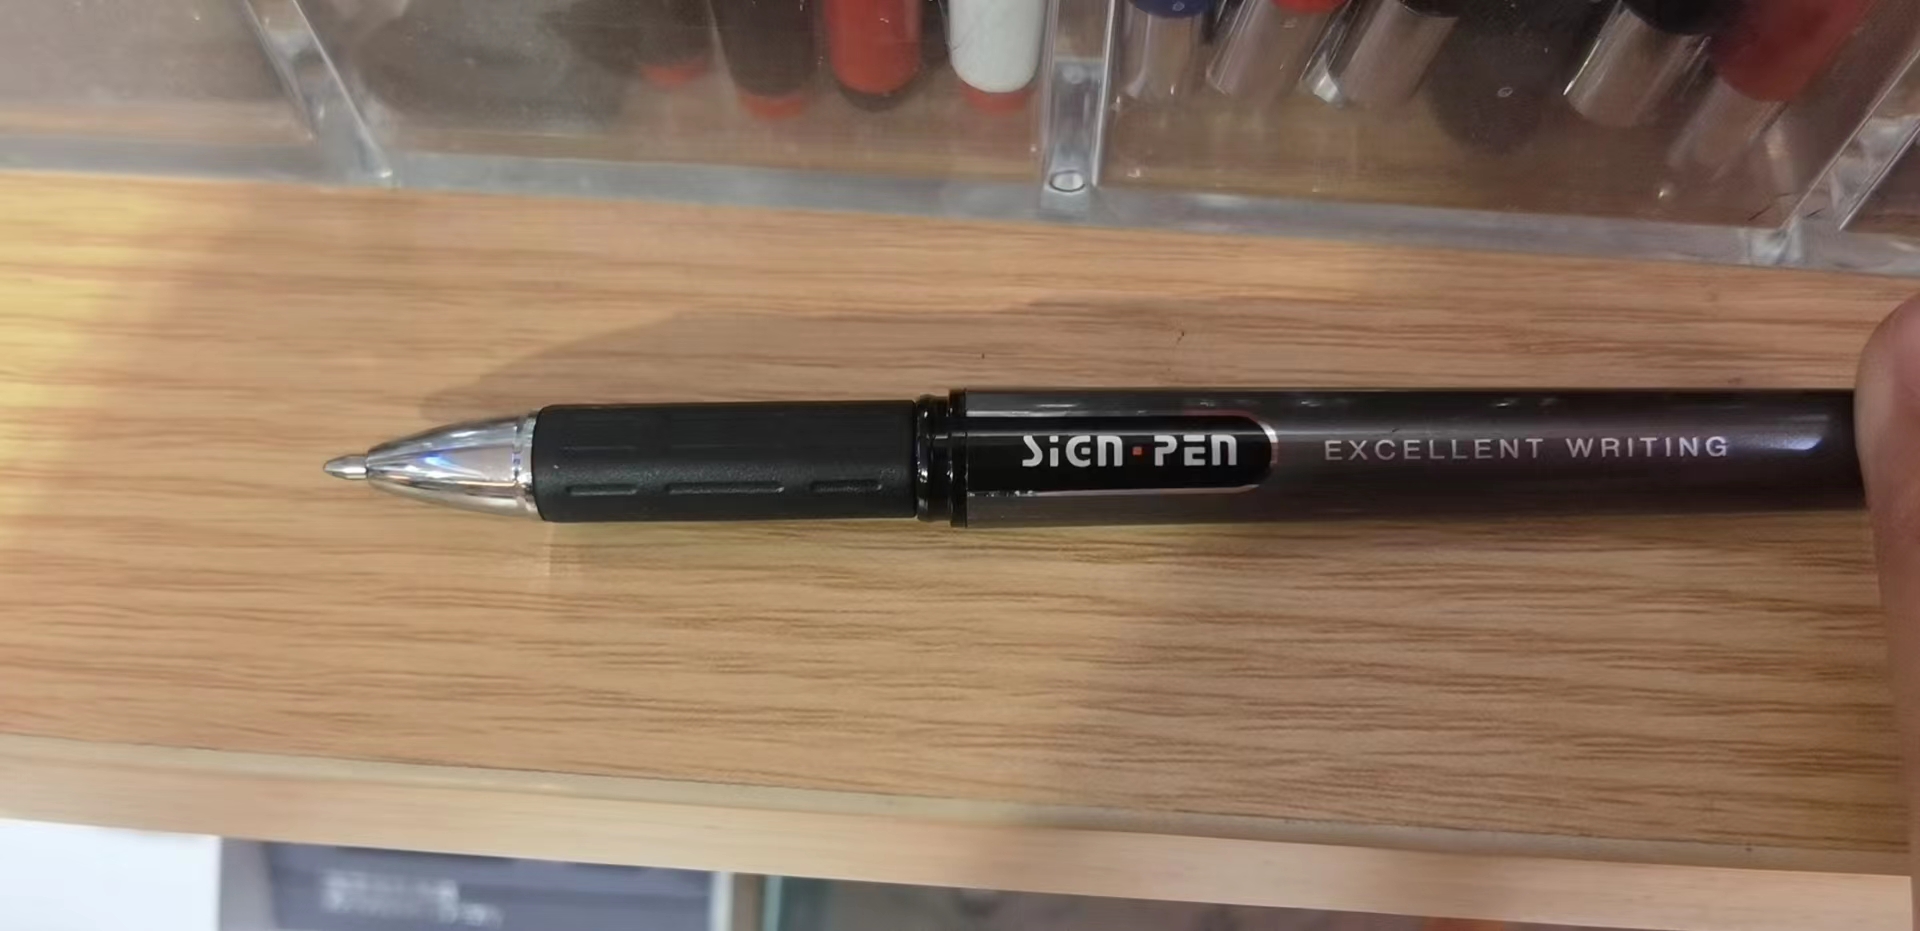 SiGN·PEN EXCELLENT WRITING